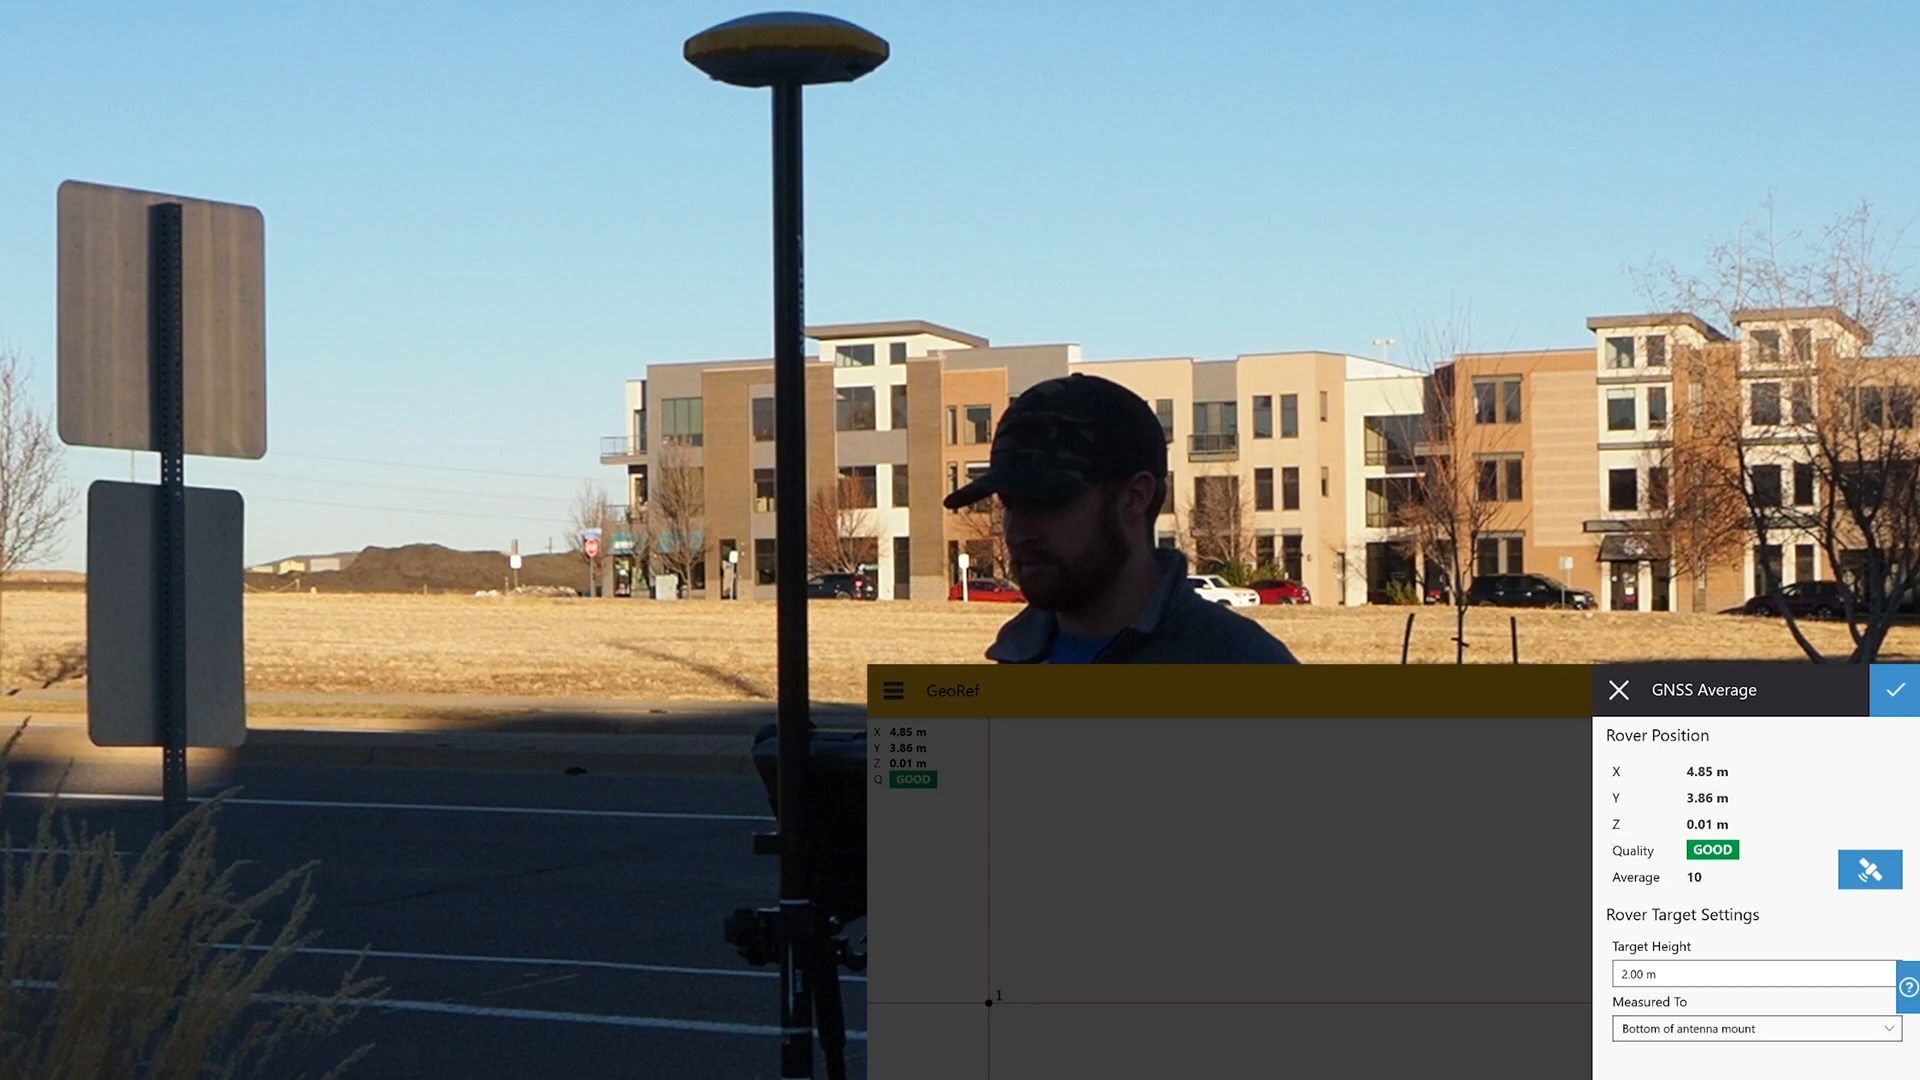 GeoRef
X 4.85 m
Y 3.86 m
Z 0.01 m
Q GOOD
1
GNSS Average
Rover Position
X 4.85 m
Y 3.86 m
Z 0.01 m
Quality GOOD
Average 10
Rover Target Settings
Target Height
2.00 m
?
Measured To
Bottom of antenna mount